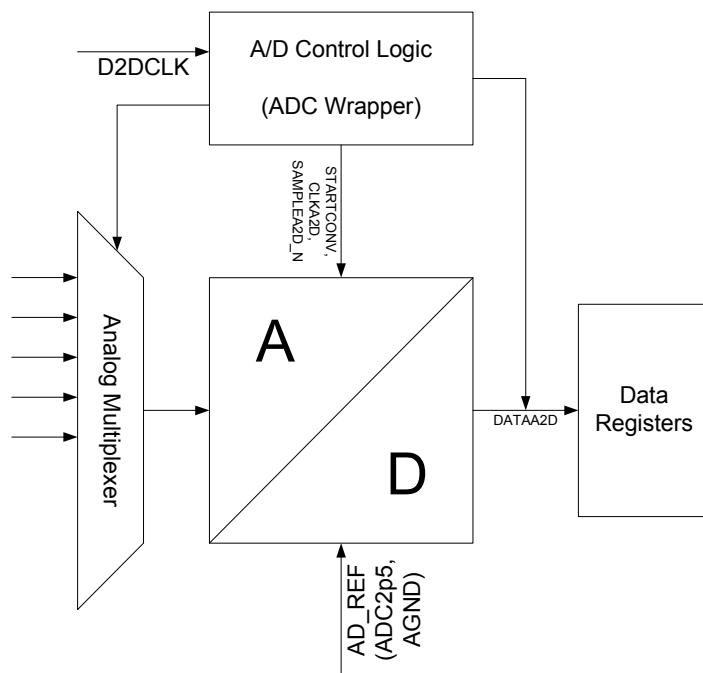 A/D Control Logic
(ADC Wrapper)
D2DCLK
STARTCONV,
CLKA2D,
SAMPLEA2D_N
Analog Multiplexer
A
D
DATAA2D
Data
Registers
AD_REF
(ADC2p5,
AGND)